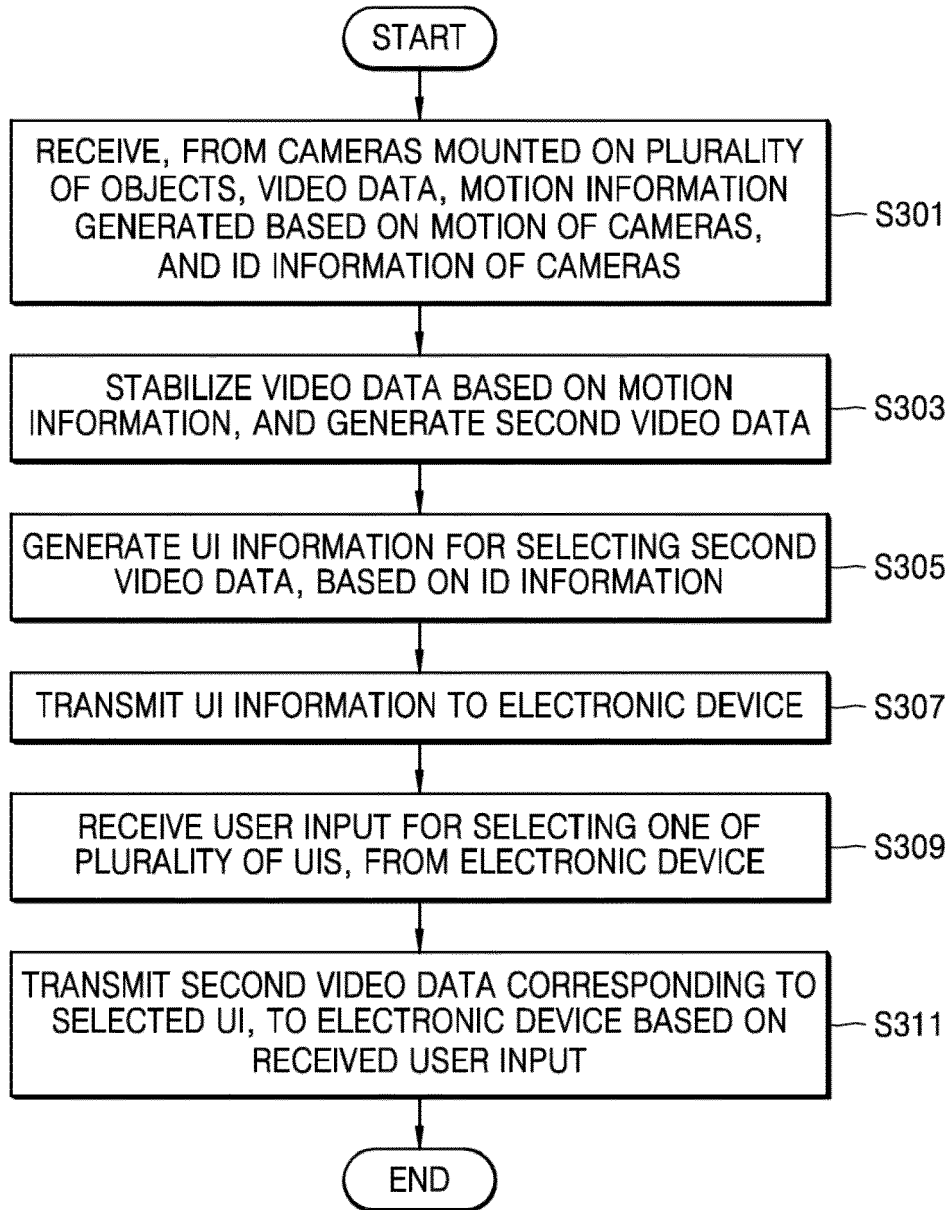 START
RECEIVE, FROM CAMERAS MOUNTED ON PLURALITY
OF OBJECTS, VIDEO DATA, MOTION INFORMATION
GENERATED BASED ON MOTION OF CAMERAS,
AND ID INFORMATION OF CAMERAS
S301
STABILIZE VIDEO DATA BASED ON MOTION
INFORMATION, AND GENERATE SECOND VIDEO DATA
S303
GENERATE UI INFORMATION FOR SELECTING SECOND
VIDEO DATA, BASED ON ID INFORMATION
S305
TRANSMIT UI INFORMATION TO ELECTRONIC DEVICE
S307
RECEIVE USER INPUT FOR SELECTING ONE OF
PLURALITY OF UIS, FROM ELECTRONIC DEVICE
S309
TRANSMIT SECOND VIDEO DATA CORRESPONDING TO
SELECTED UI, TO ELECTRONIC DEVICE BASED ON
RECEIVED USER INPUT
S311
END